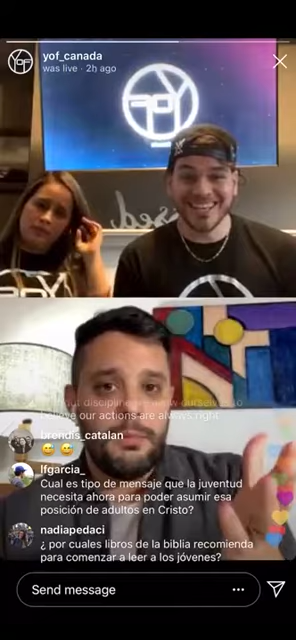 yof_canada
was live · 2h ago
YOF
YOF
believe our actions are always right
brendis_catalan
😅😅
lfgarcia_
Cual es tipo de mensaje que la juventud
necesita ahora para poder asumir esa
posición de adultos en Cristo?
nadiapedaci
¿ por cuales libros de la biblia recomienda
para comenzar a leer a los jóvenes?
Send message